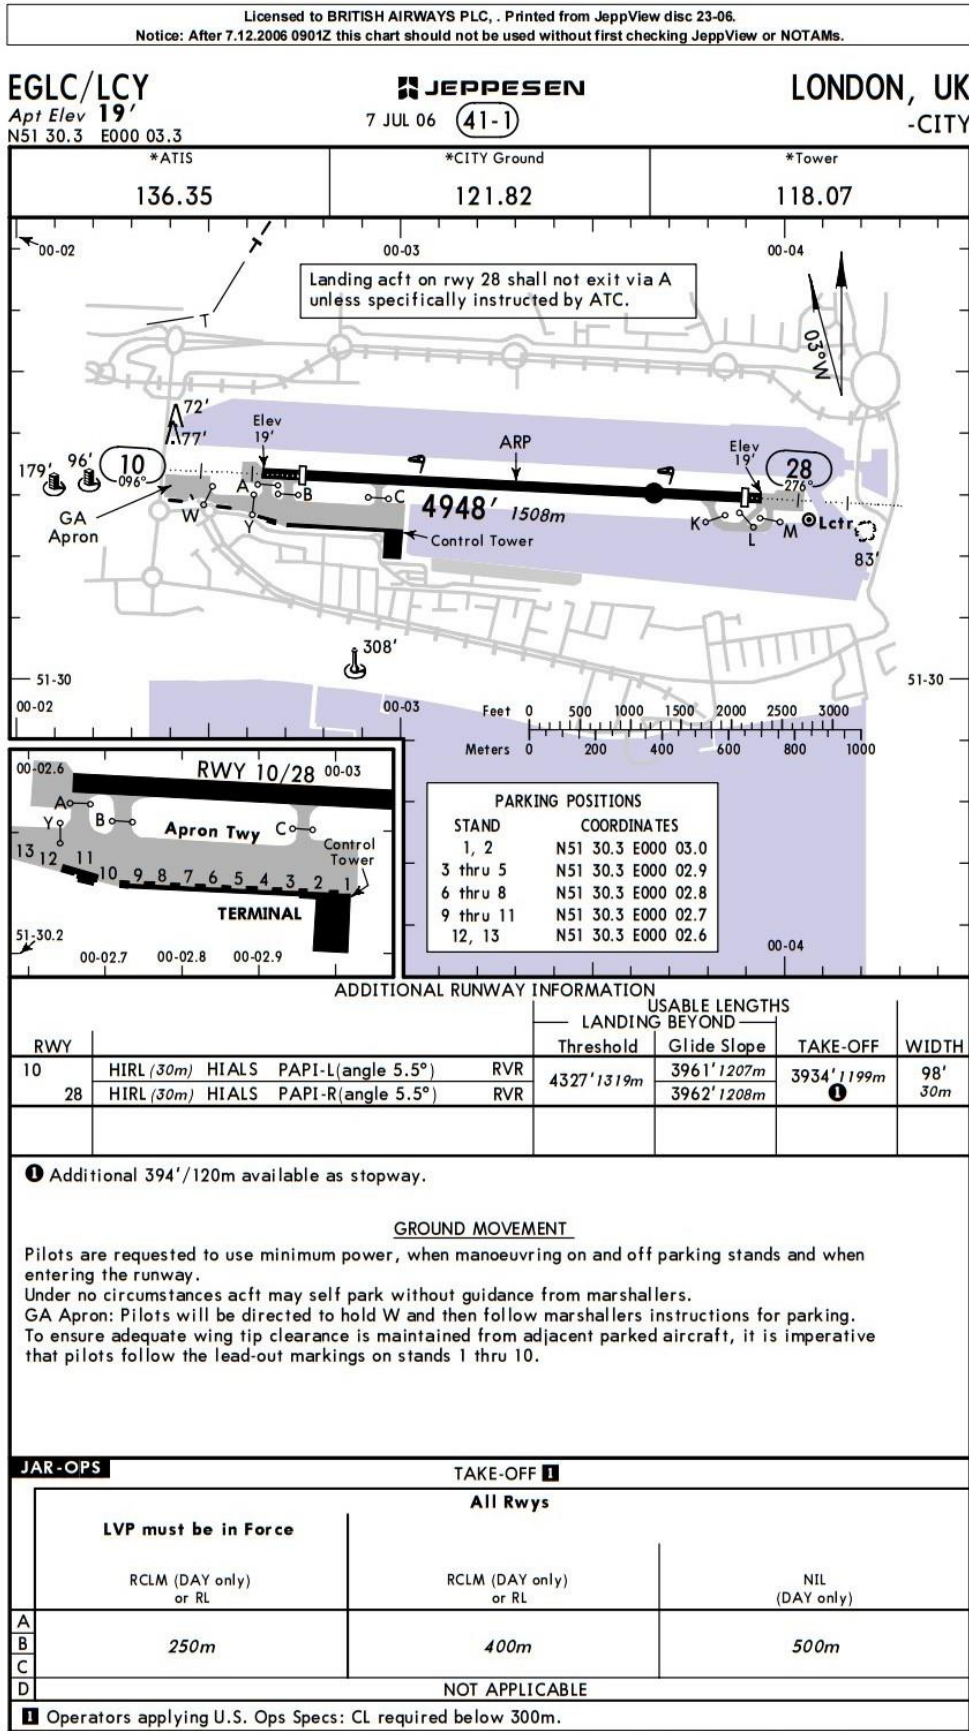 Licensed to BRITISH AIRWAYS PLC, . Printed from JeppView disc 23-06.
Notice: After 7.12.2006 0901Z this chart should not be used without first checking JeppView or NOTAMs.
EGLC/LCY JEPPESEN LONDON, UK
Apt Elev 19' 7 JUL 06 41-1 -CITY
N51 30.3 E000 03.3
*ATIS *CITY Ground *Tower
136.35 121.82 118.07
00-02 00-03 00-04
Landing acft on rwy 28 shall not exit via A
unless specifically instructed by ATC.
T
T
03°W
72'
77'
Elev
19'
ARP
Elev
19'
179' 96' 10
096°
28
276°
A B C
4948' 1508m
W Y
GA
Apron
Control Tower
K L M Lctr
83'
308'
51-30 51-30
00-02 00-03
Feet 0 500 1000 1500 2000 2500 3000
Meters 0 200 400 600 800 1000
00-02.6 RWY 10/28 00-03
A
Y B Apron Twy C
Control
Tower
13 12 11 10 9 8 7 6 5 4 3 2 1
TERMINAL
51-30.2
00-02.7 00-02.8 00-02.9
PARKING POSITIONS
STAND COORDINATES
1, 2 N51 30.3 E000 03.0
3 thru 5 N51 30.3 E000 02.9
6 thru 8 N51 30.3 E000 02.8
9 thru 11 N51 30.3 E000 02.7
12, 13 N51 30.3 E000 02.6
00-04
ADDITIONAL RUNWAY INFORMATION
USABLE LENGTHS
LANDING BEYOND
RWY Threshold Glide Slope TAKE-OFF WIDTH
10 HIRL (30m) HIALS PAPI-L(angle 5.5°) RVR 4327' 1319m 3961' 1207m 3934' 1199m 98'
28 HIRL (30m) HIALS PAPI-R(angle 5.5°) RVR 3962' 1208m ❶ 30m
❶ Additional 394'/120m available as stopway.
GROUND MOVEMENT
Pilots are requested to use minimum power, when manoeuvring on and off parking stands and when
entering the runway.
Under no circumstances acft may self park without guidance from marshallers.
GA Apron: Pilots will be directed to hold W and then follow marshallers instructions for parking.
To ensure adequate wing tip clearance is maintained from adjacent parked aircraft, it is imperative
that pilots follow the lead-out markings on stands 1 thru 10.
JAR-OPS TAKE-OFF 1
All Rwys
LVP must be in Force
RCLM (DAY only) RCLM (DAY only) NIL
or RL or RL (DAY only)
A
B 250m 400m 500m
C
D NOT APPLICABLE
1 Operators applying U.S. Ops Specs: CL required below 300m.